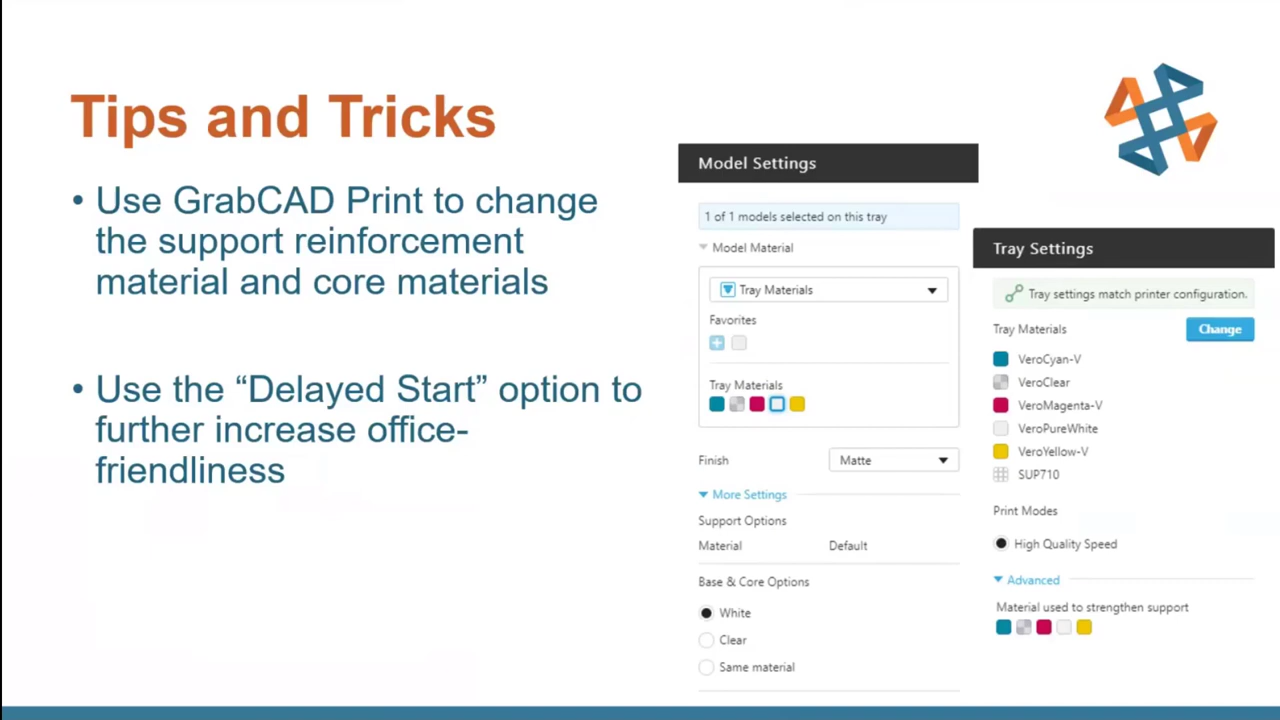 Tips and Tricks
• Use GrabCAD Print to change
the support reinforcement
material and core materials
• Use the “Delayed Start” option to
further increase office-
friendliness
Model Settings
1 of 1 models selected on this tray
Model Material
Tray Materials
Favorites
Tray Materials
Finish
Matte
More Settings
Support Options
Material
Default
Base & Core Options
White
Clear
Same material
Tray Settings
Tray settings match printer configuration.
Tray Materials
Change
VeroCyan-V
VeroClear
VeroMagenta-V
VeroPureWhite
VeroYellow-V
SUP710
Print Modes
High Quality Speed
Advanced
Material used to strengthen support